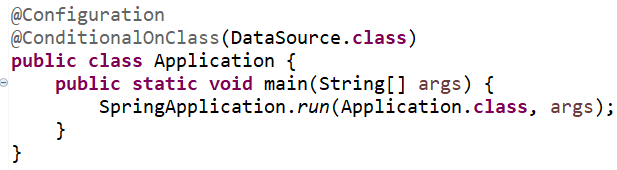 @Configuration
@ConditionalOnClass(DataSource.class)
public class Application {
    public static void main(String[] args) {
        SpringApplication.run(Application.class, args);
    }
}